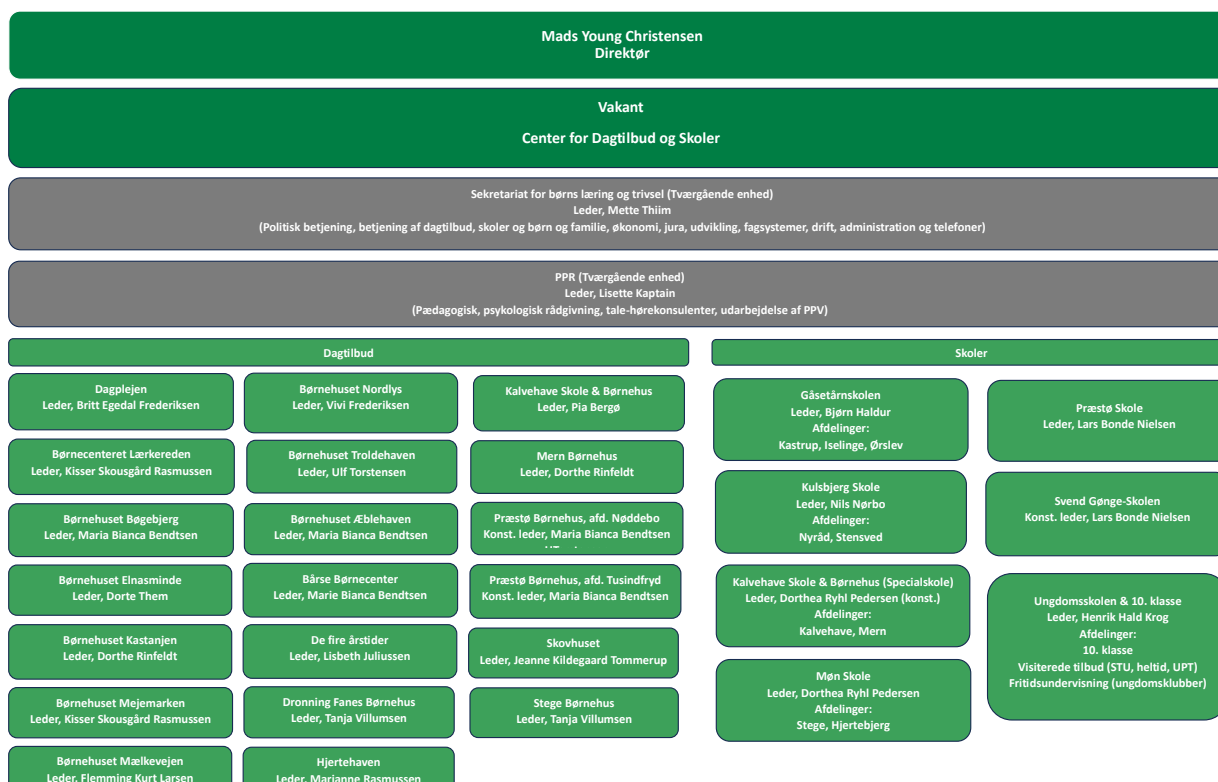 Mads Young Christensen
Direktør
Vakant
Center for Dagtilbud og Skoler
Sekretariat for børns læring og trivsel (Tværgående enhed)
Leder, Mette Thiim
(Politisk betjening, betjening af dagtilbud, skoler og børn og familie, økonomi, jura, udvikling, fagsystemer, drift, administration og telefoner)
PPR (Tværgående enhed)
Leder, Lisette Kaptain
(Pædagogisk, psykologisk rådgivning, tale-hørekonsulenter, udarbejdelse af PPV)
Dagtilbud
Dagplejen
Leder, Britt Egedal Frederiksen
Børnecenteret Lærkereden
Leder, Kisser Skousgård Rasmussen
Børnehuset Bøgebjerg
Leder, Maria Bianca Bendtsen
Børnehuset Elnasminde
Leder, Dorte Them
Børnehuset Kastanjen
Leder, Dorthe Rinfeldt
Børnehuset Mejemarken
Leder, Kisser Skousgård Rasmussen
Børnehuset Mælkevejen
Leder, Flemming Kurt Larsen
Børnehuset Nordlys
Leder, Vivi Frederiksen
Børnehuset Troldehaven
Leder, Ulf Torstensen
Børnehuset Æblehaven
Leder, Maria Bianca Bendtsen
Bårse Børnecenter
Leder, Marie Bianca Bendtsen
De fire årstider
Leder, Lisbeth Juliussen
Dronning Fanes Børnehus
Leder, Tanja Villumsen
Hjertehaven
Leder, Marianne Rasmussen
Kalvehave Skole & Børnehus
Leder, Pia Bergø
Mern Børnehus
Leder, Dorthe Rinfeldt
Præstø Børnehus, afd. Nøddebo
Konst. leder, Maria Bianca Bendtsen
Præstø Børnehus, afd. Tusindfryd
Konst. leder, Maria Bianca Bendtsen
Skovhuset
Leder, Jeanne Kildegaard Tommerup
Stege Børnehus
Leder, Tanja Villumsen
Skoler
Gåsetårnskolen
Leder, Bjørn Haldur
Afdelinger:
Kastrup, Iselinge, Ørslev
Kulsbjerg Skole
Leder, Nils Nørbo
Afdelinger:
Nyråd, Stensved
Kalvehave Skole & Børnehus (Specialskole)
Leder, Dorthea Ryhl Pedersen (konst.)
Afdelinger:
Kalvehave, Mern
Møn Skole
Leder, Dorthea Ryhl Pedersen
Afdelinger:
Stege, Hjertebjerg
Præstø Skole
Leder, Lars Bonde Nielsen
Svend Gønge-Skolen
Konst. leder, Lars Bonde Nielsen
Ungdomsskolen & 10. klasse
Leder, Henrik Hald Krog
Afdelinger:
10. klasse
Visiterede tilbud (STU, heltid, UPT)
Fritidsundervisning (ungdomsklubber)